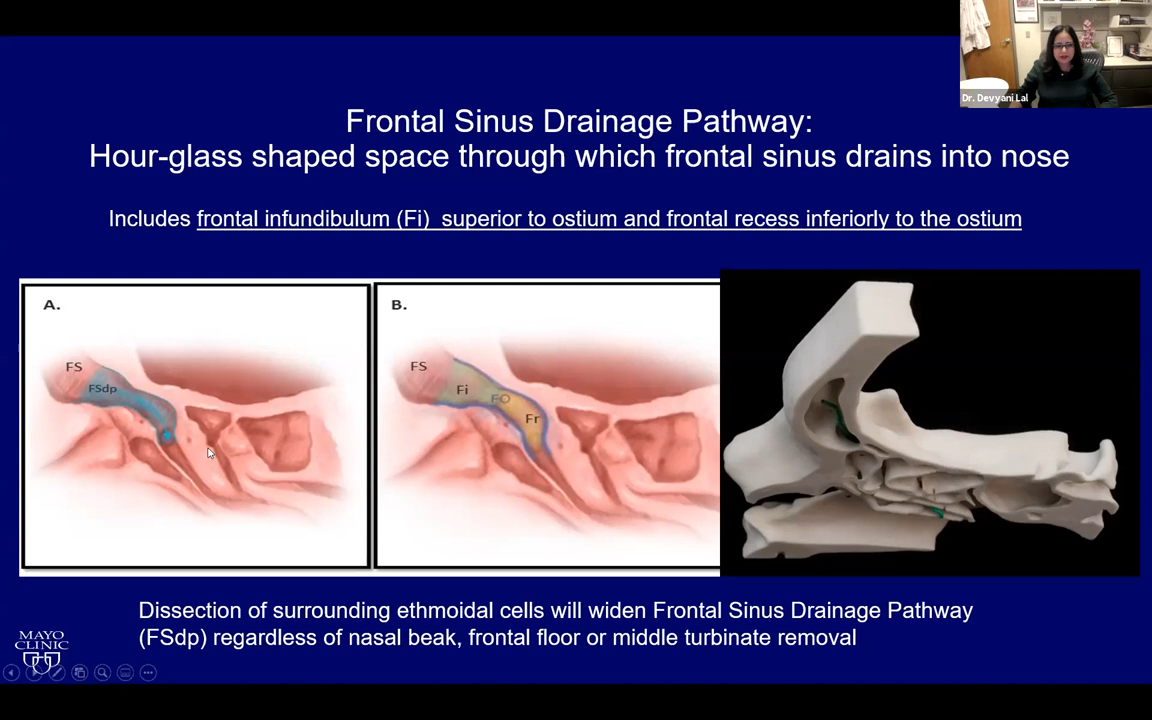 Dr. Devyani Lal
Frontal Sinus Drainage Pathway:
Hour-glass shaped space through which frontal sinus drains into nose
Includes frontal infundibulum (Fi) superior to ostium and frontal recess inferiorly to the ostium
A.
FS
FSdp
B.
FS
Fi
FO
Fr
Dissection of surrounding ethmoidal cells will widen Frontal Sinus Drainage Pathway
(FSdp) regardless of nasal beak, frontal floor or middle turbinate removal
MAYO
CLINIC